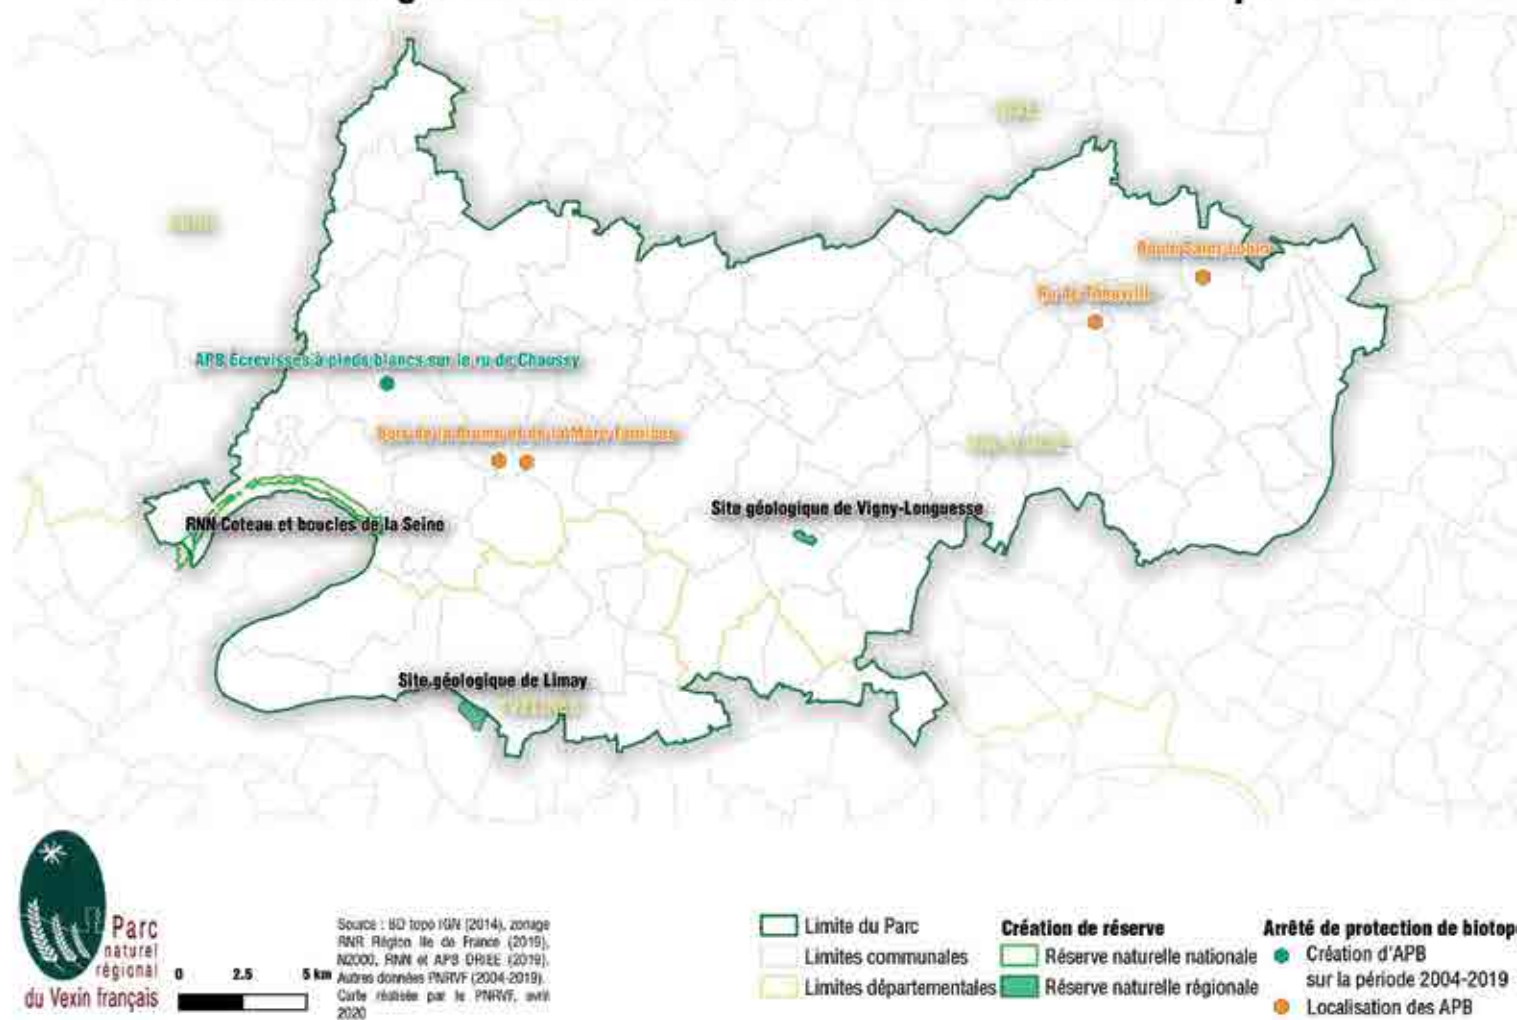 APB Ecrevisses à pieds blancs sur le ru de Chaussy
RNN Coteau et boucles de la Seine
Site géologique de Vigny-Longuesse
Site géologique de Limay
Parc
naturel
régional
du Vexin français
0 2.5 5 km
Source : BD topo IGN (2014), zonage
RNR Région Ile de France (2019),
N2000, RNN et APB DRIEE (2019).
Autres données PNRVF (2004-2019).
Carte réalisée par le PNRVF, avril
2020
Limite du Parc
Limites communales
Limites départementales
Création de réserve
Réserve naturelle nationale
Réserve naturelle régionale
Arrêté de protection de biotop
Création d'APB
sur la période 2004-2019
Localisation des APB